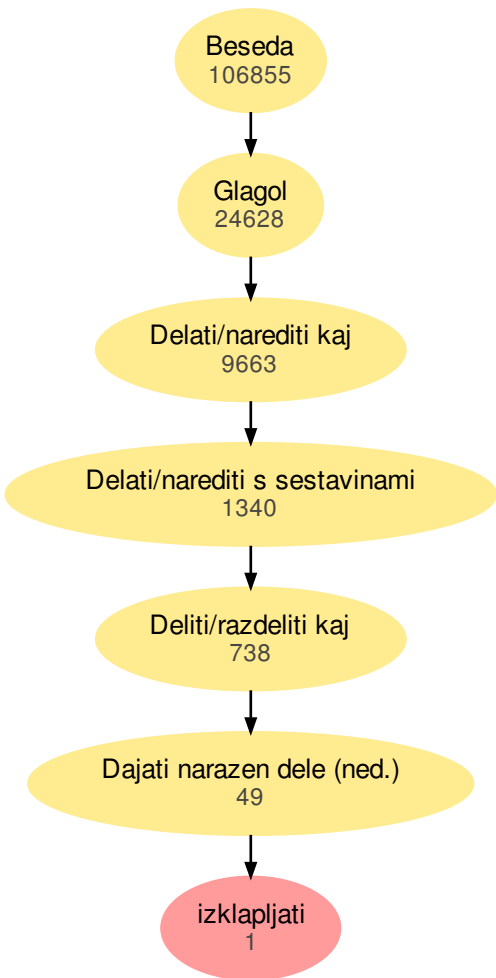 Beseda
106855
Glagol
24628
Delati/narediti kaj
9663
Delati/narediti s sestavinami
1340
Deliti/razdeliti kaj
738
Dajati narazen dele (ned.)
49
izklapljati
1